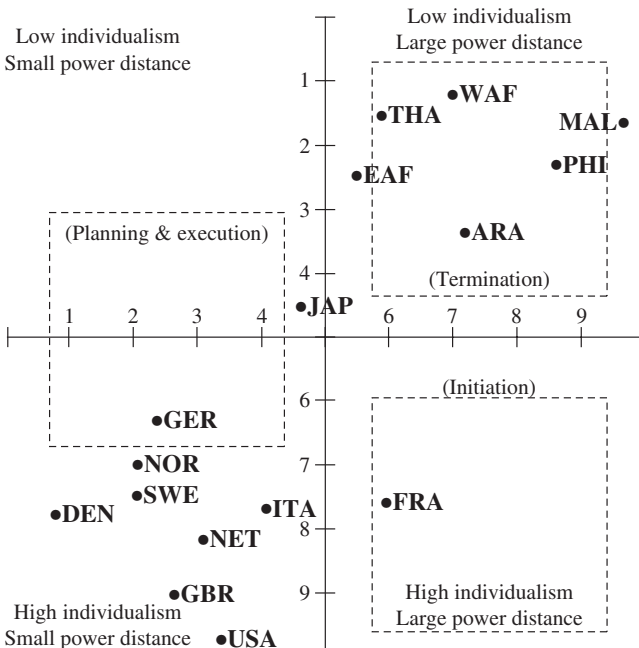 Low individualism
Small power distance
Low individualism
Large power distance
1
WAF
THA
MAL
2
PHI
EAF
3
(Planning & execution)
ARA
4
(Termination)
JAP
1
2
3
4
6
7
8
9
(Initiation)
6
GER
7
NOR
SWE
DEN
ITA
FRA
8
NET
9
GBR
High individualism
Small power distance
High individualism
Large power distance
USA